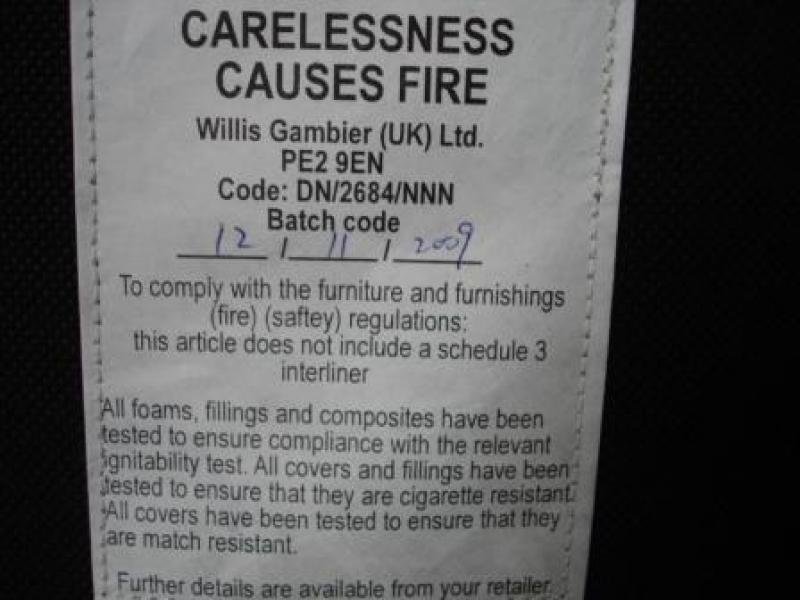 CARELESSNESS
CAUSES FIRE
Willis Gambier (UK) Ltd.
PE2 9EN
Code: DN/2684/NNN
Batch code
12 / 11 / 2009
To comply with the furniture and furnishings
(fire) (saftey) regulations:
this article does not include a schedule 3
interliner
All foams, fillings and composites have been
tested to ensure compliance with the relevant
ignitability test. All covers and fillings have been
tested to ensure that they are cigarette resistant.
All covers have been tested to ensure that they
are match resistant.
Further details are available from your retailer.